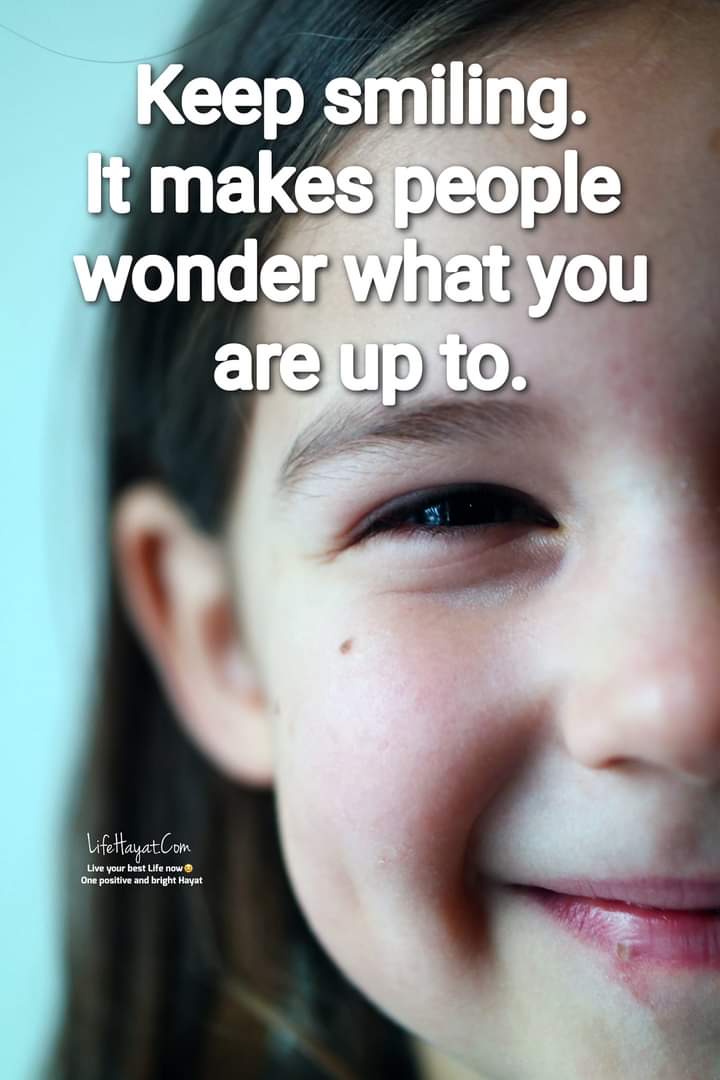 Keep smiling.
It makes people
wonder what you
are up to.
LifeHayat.Com
Live your best Life now😉
One positive and bright Hayat